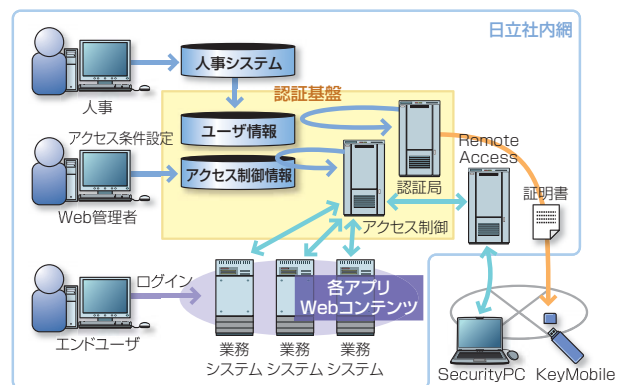 日立社内網
人事システム
人事
認証基盤
ユーザ情報
アクセス条件設定
アクセス制御情報
Web管理者
認証局
アクセス制御
Remote
Access
証明書
ログイン
エンドユーザ
各アプリ
Webコンテンツ
業務
システム
業務
システム
業務
システム
SecurityPC
KeyMobile